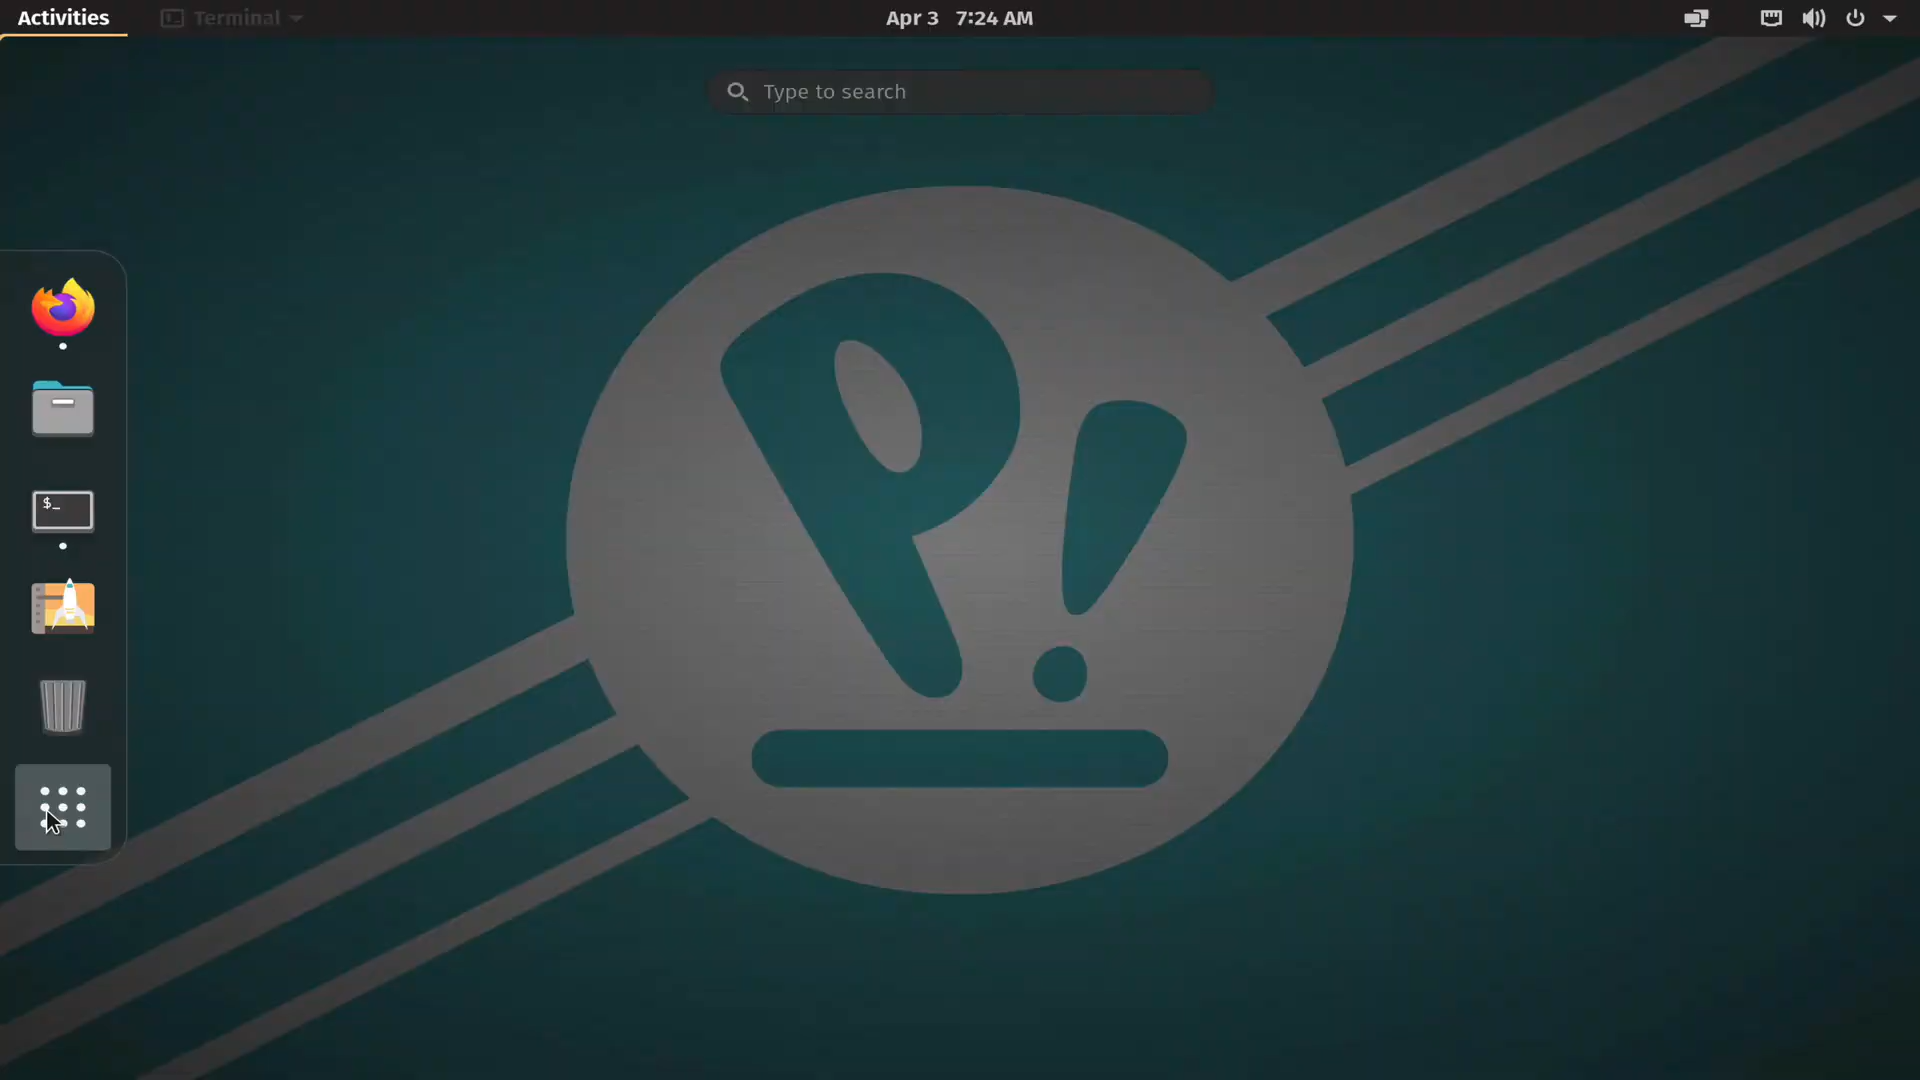 Activities
Terminal
Apr 3 7:24 AM
Type to search
$_
P!